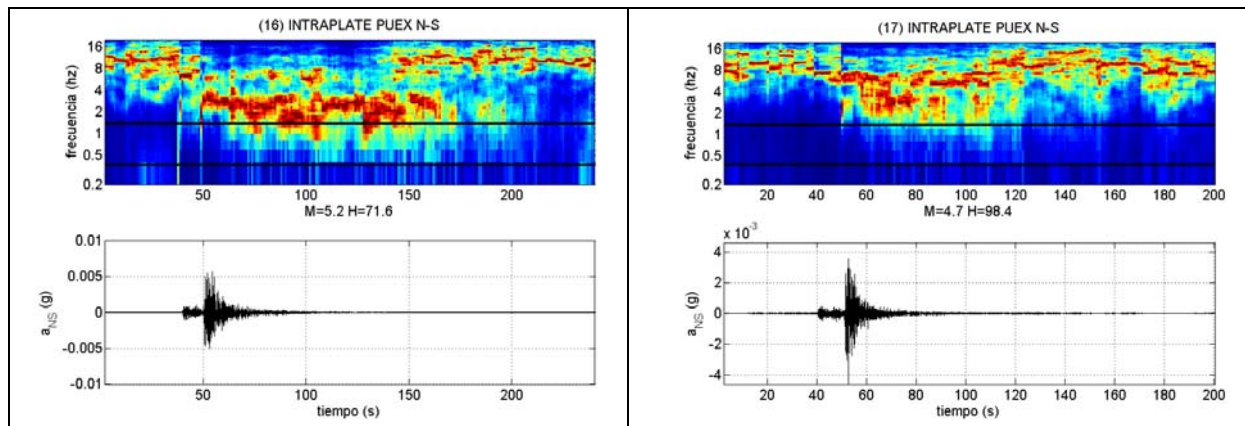 (16) INTRAPLATE PUEX N-S
frecuencia (hz)
16
8
4
2
1
0.5
0.2
50 100 150 200
M=5.2 H=71.6
a_NS (g)
0.01
0.005
0
-0.005
-0.01
50 100 150 200
tiempo (s)
(17) INTRAPLATE PUEX N-S
frecuencia (hz)
16
8
4
2
1
0.5
0.2
20 40 60 80 100 120 140 160 180 200
M=4.7 H=98.4
x 10^-3
a_NS (g)
4
2
0
-2
-4
20 40 60 80 100 120 140 160 180 200
tiempo (s)